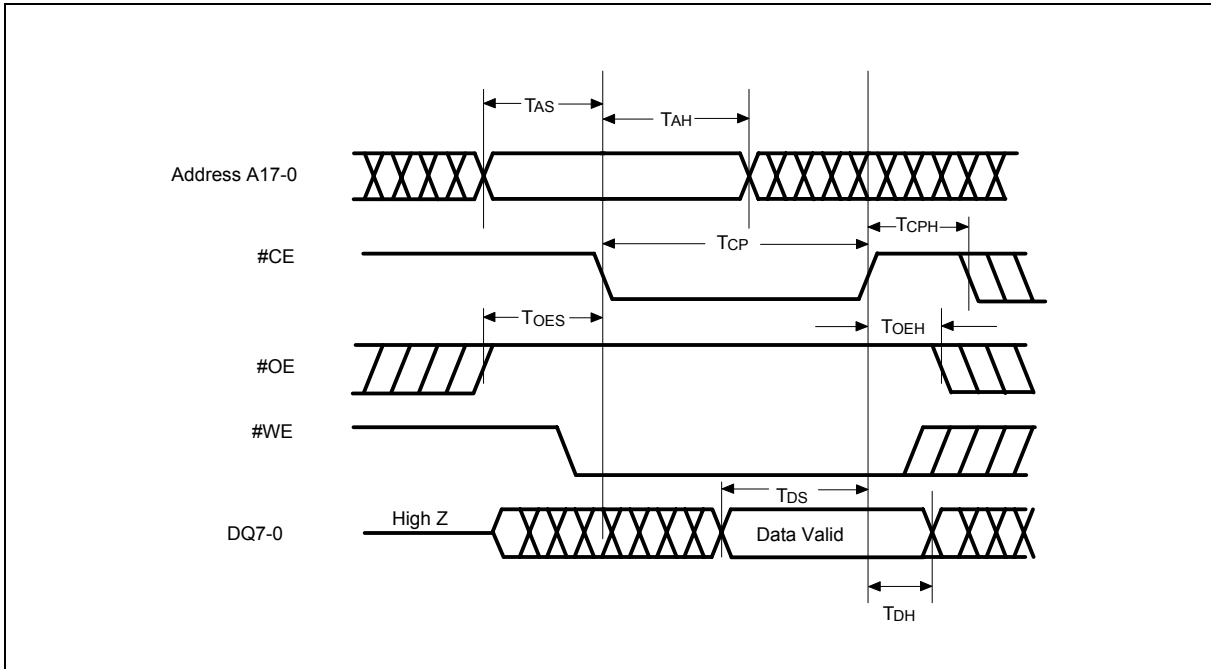 TAS
TAH
Address A17-0
TCPH
TCP
#CE
TOES
TOEH
#OE
#WE
TDS
High Z
DQ7-0
Data Valid
TDH